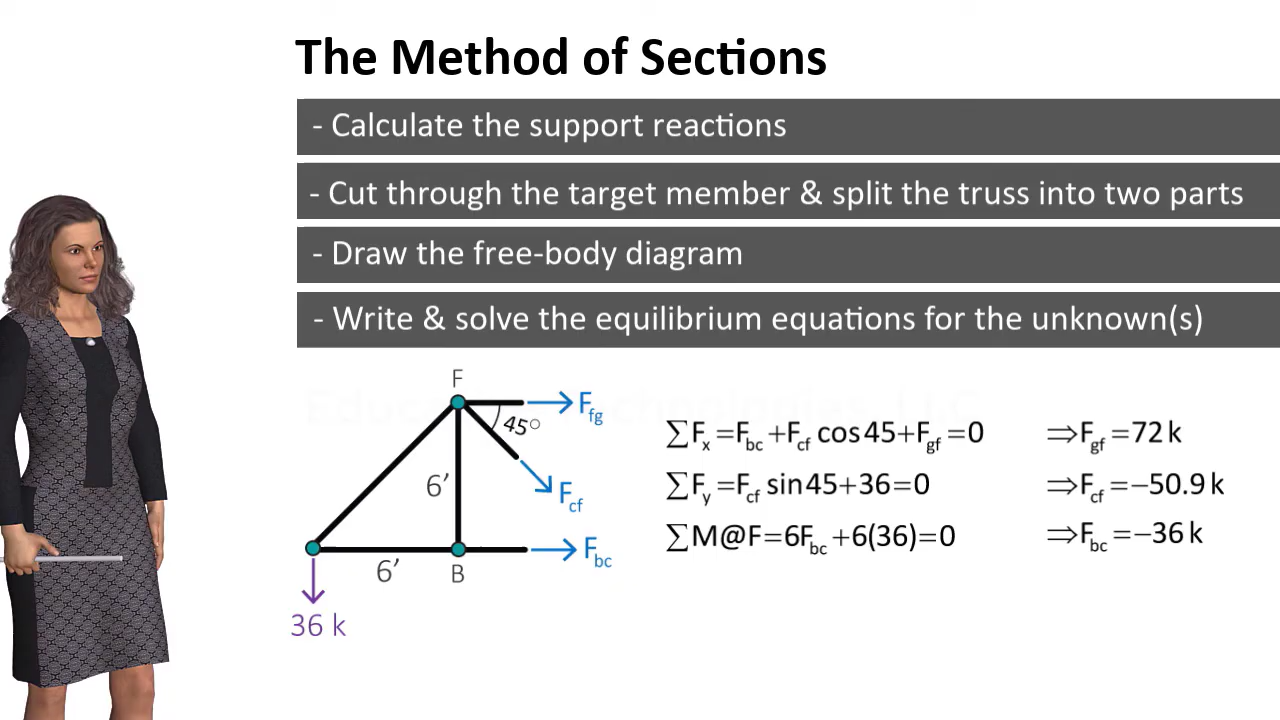 The Method of Sections
- Calculate the support reactions
- Cut through the target member & split the truss into two parts
- Draw the free-body diagram
- Write & solve the equilibrium equations for the unknown(s)
F
F_fg
45°
6'
F_cf
F_bc
6'
B
36 k
∑F_x =F_bc +F_cf cos45+F_gf =0 ⇒F_gf =72 k
∑F_y =F_cf sin45+36=0 ⇒F_cf =−50.9 k
∑M@F=6F_bc +6(36)=0 ⇒F_bc =−36 k